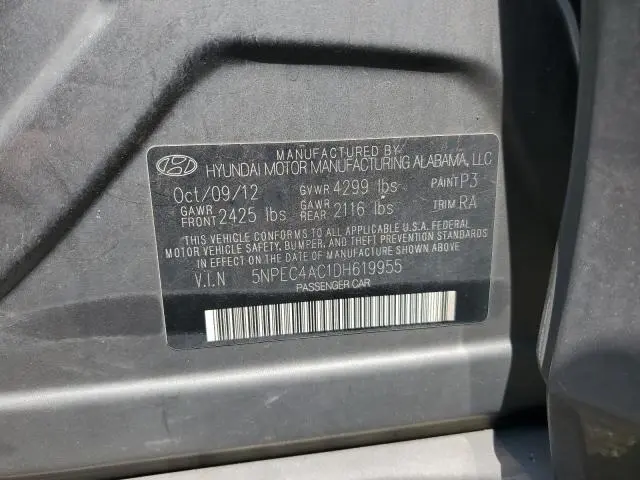 MANUFACTURED BY
HYUNDAI MOTOR MANUFACTURING ALABAMA, LLC
Oct/09/12 GVWR 4299 lbs PAINT P3
GAWR FRONT 2425 lbs GAWR REAR 2116 lbs TRIM RA
THIS VEHICLE CONFORMS TO ALL APPLICABLE U.S.A. FEDERAL
MOTOR VEHICLE SAFETY, BUMPER, AND THEFT PREVENTION STANDARDS
IN EFFECT ON THE DATE OF MANUFACTURE SHOWN ABOVE.
V.I.N 5NPEC4AC1DH619955
PASSENGER CAR